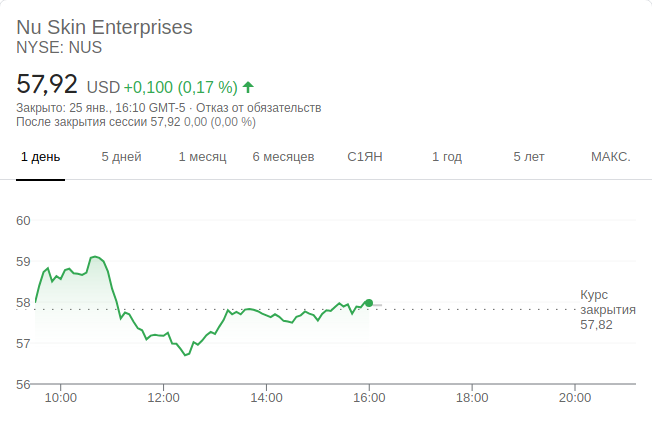 Nu Skin Enterprises
NYSE: NUS
57,92 USD +0,100 (0,17 %)
Закрыто: 25 янв., 16:10 GMT-5 · Отказ от обязательств
После закрытия сессии 57,92 0,00 (0,00 %)
1 день 5 дней 1 месяц 6 месяцев С1ЯН 1 год 5 лет МАКС.
60
59
58
57
56
Курс
закрытия
57,82
10:00 12:00 14:00 16:00 18:00 20:00